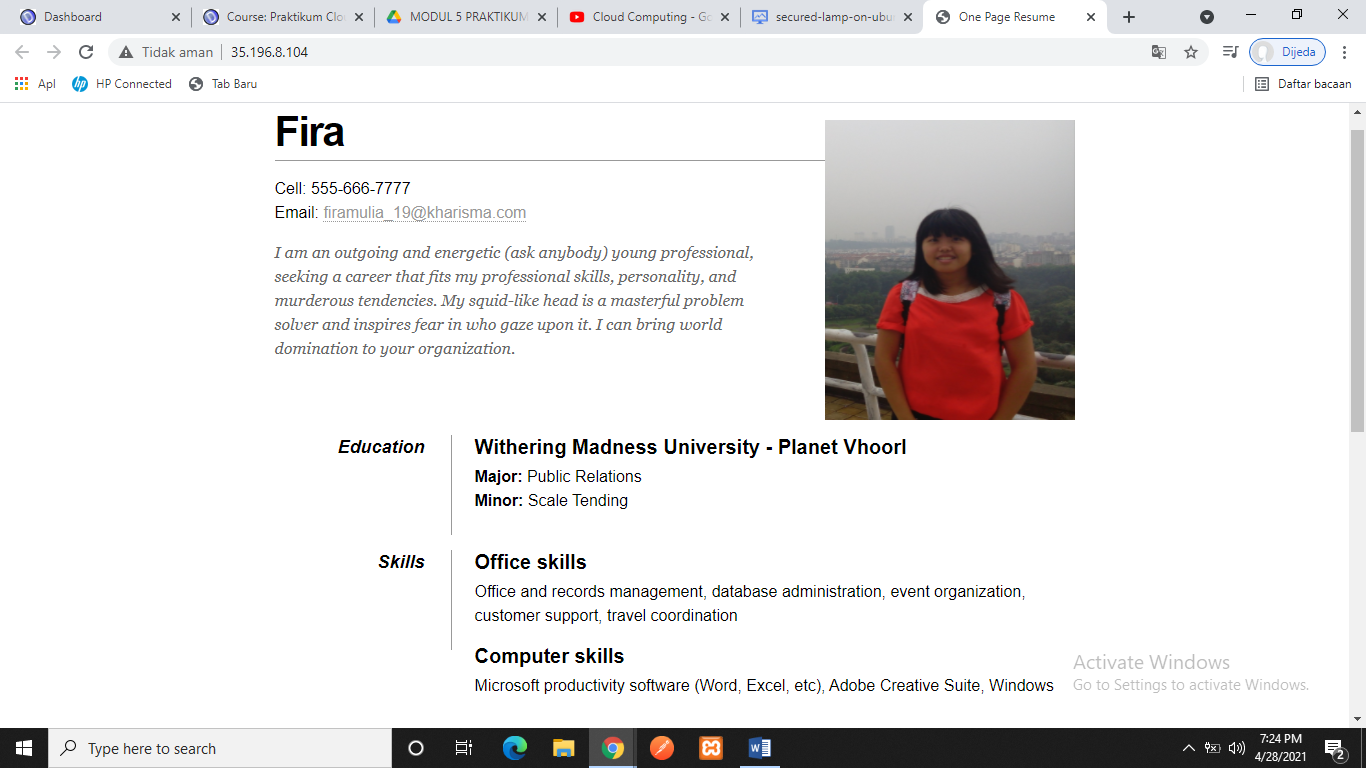 Dashboard
Course: Praktikum Clo
MODUL 5 PRAKTIKUM
Cloud Computing - Go
secured-lamp-on-ubu
One Page Resume
Tidak aman
35.196.8.104
Dijeda
Apl
HP Connected
Tab Baru
Daftar bacaan
Fira
Cell: 555-666-7777
Email: firamulia_19@kharisma.com
I am an outgoing and energetic (ask anybody) young professional,
seeking a career that fits my professional skills, personality, and
murderous tendencies. My squid-like head is a masterful problem
solver and inspires fear in who gaze upon it. I can bring world
domination to your organization.
Education
Withering Madness University - Planet Vhoorl
Major: Public Relations
Minor: Scale Tending
Skills
Office skills
Office and records management, database administration, event organization,
customer support, travel coordination
Computer skills
Microsoft productivity software (Word, Excel, etc), Adobe Creative Suite, Windows
Activate Windows
Go to Settings to activate Windows.
Type here to search
7:24 PM
4/28/2021
2